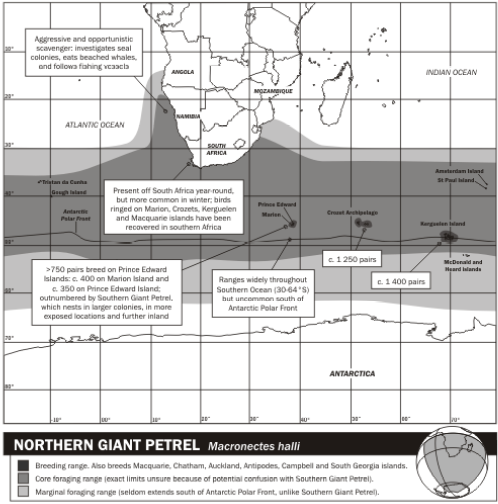 Aggressive and opportunistic
scavenger: investigates seal
colonies, eats beached whales,
and follows fishing vessels
10°
ANGOLA
INDIAN OCEAN
MOZAMBIQUE
20°
NAMIBIA
ATLANTIC OCEAN
SOUTH
AFRICA
30°
Amsterdam Island
St Paul Island
Tristan da Cunha
Gough Island
Present off South Africa year-round,
but more common in winter; birds
ringed on Marion, Crozets, Kerguelen
and Macquarie islands have been
recovered in southern Africa
40°
Prince Edward
Marion
Crozet Archipelago
Kerguelen Island
Antarctic
Polar Front
50°
c. 1 250 pairs
McDonald and
Heard Islands
>750 pairs breed on Prince Edward
Islands: c. 400 on Marion Island and
c. 350 on Prince Edward Island;
outnumbered by Southern Giant Petrel,
which nests in larger colonies, in more
exposed locations and further inland
Ranges widely throughout
Southern Ocean (30-64°S)
but uncommon south of
Antarctic Polar Front
c. 1 400 pairs
60°
70°
ANTARCTICA
80°
-10°
00°
10°
20°
30°
40°
50°
60°
70°
NORTHERN GIANT PETREL Macronectes halli
Breeding range. Also breeds Macquarie, Chatham, Auckland, Antipodes, Campbell and South Georgia islands.
Core foraging range (exact limits unsure because of potential confusion with Southern Giant Petrel).
Marginal foraging range (seldom extends south of Antarctic Polar Front, unlike Southern Giant Petrel).